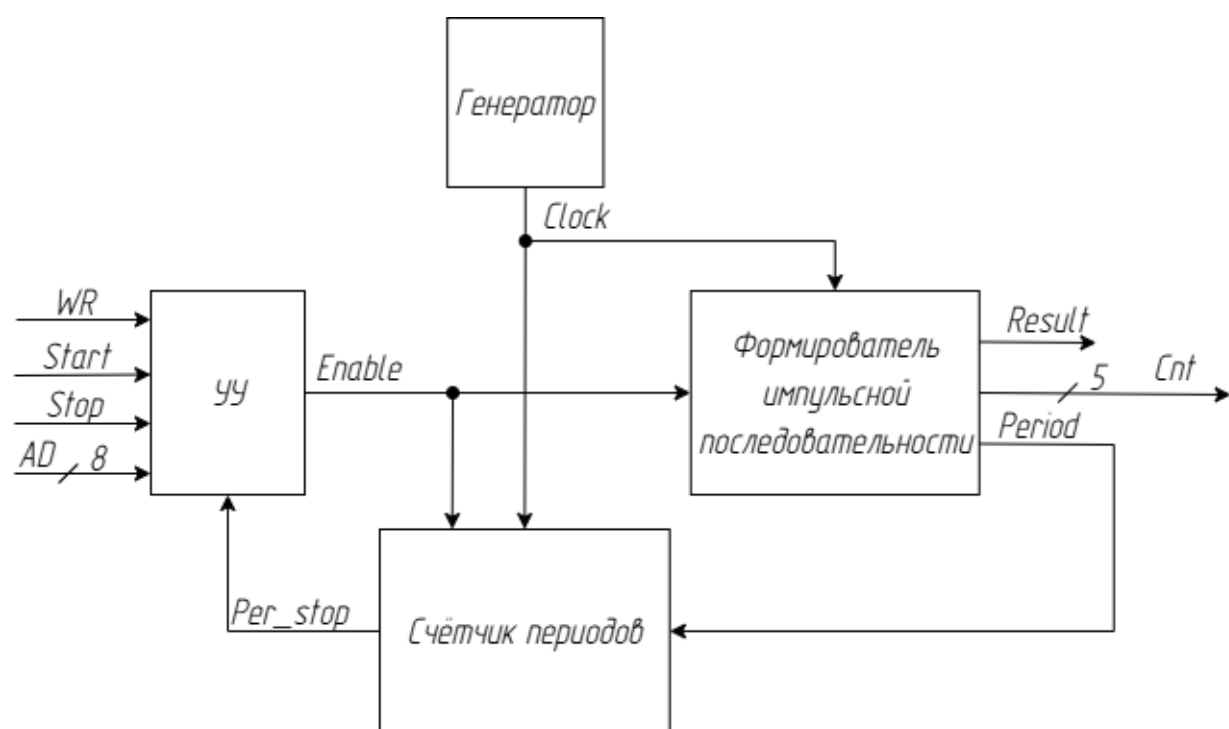 Генератор
Clock
WR
Start
Stop
AD 8
УУ
Enable
Формирователь
импульсной
последовательности
Result
5 Cnt
Period
Per_stop
Счётчик периодов